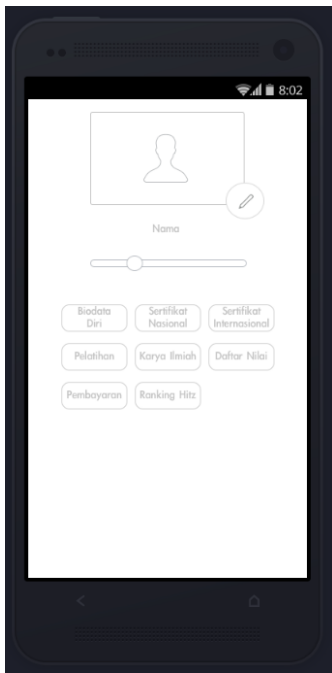 8:02
Nama
Biodata
Diri
Sertifikat
Nasional
Sertifikat
Internasional
Pelatihan
Karya Ilmiah
Daftar Nilai
Pembayaran
Ranking Hitz